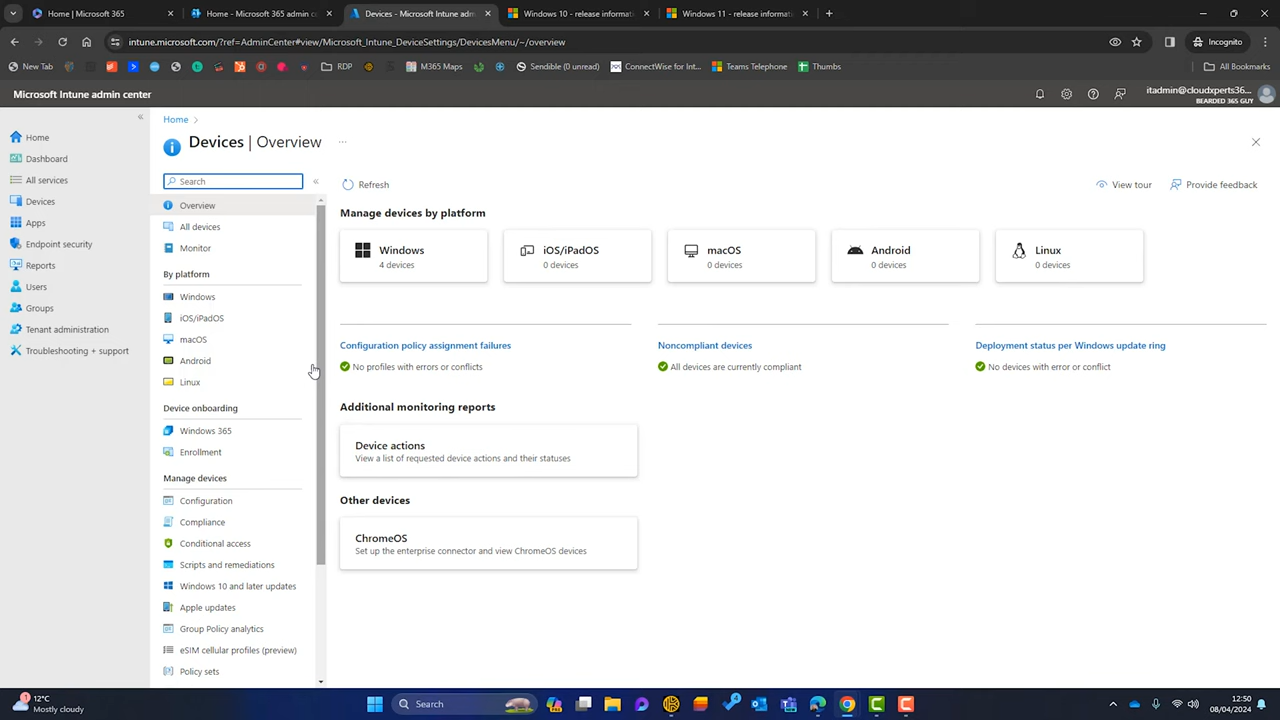 Home | Microsoft 365
Home - Microsoft 365 admin cen
Devices - Microsoft Intune admi
Windows 10 - release informati
Windows 11 - release informati
intune.microsoft.com/?ref=AdminCenter#view/Microsoft_Intune_DeviceSettings/DevicesMenu/~/overview
Incognito
New Tab
RDP
M365 Maps
Sendible (0 unread)
ConnectWise for Int...
Teams Telephone
Thumbs
All Bookmarks
Microsoft Intune admin center
itadmin@cloudxperts36...
BEARDED 365 GUY
Home
Dashboard
All services
Devices
Apps
Endpoint security
Reports
Users
Groups
Tenant administration
Troubleshooting + support
Home >
Devices | Overview
...
Search
Overview
All devices
Monitor
By platform
Windows
iOS/iPadOS
macOS
Android
Linux
Device onboarding
Windows 365
Enrollment
Manage devices
Configuration
Compliance
Conditional access
Scripts and remediations
Windows 10 and later updates
Apple updates
Group Policy analytics
eSIM cellular profiles (preview)
Policy sets
Refresh
View tour
Provide feedback
Manage devices by platform
Windows
4 devices
iOS/iPadOS
0 devices
macOS
0 devices
Android
0 devices
Linux
0 devices
Configuration policy assignment failures
No profiles with errors or conflicts
Noncompliant devices
All devices are currently compliant
Deployment status per Windows update ring
No devices with error or conflict
Additional monitoring reports
Device actions
View a list of requested device actions and their statuses
Other devices
ChromeOS
Set up the enterprise connector and view ChromeOS devices
1
12°C
Mostly cloudy
Search
12:50
08/04/2024